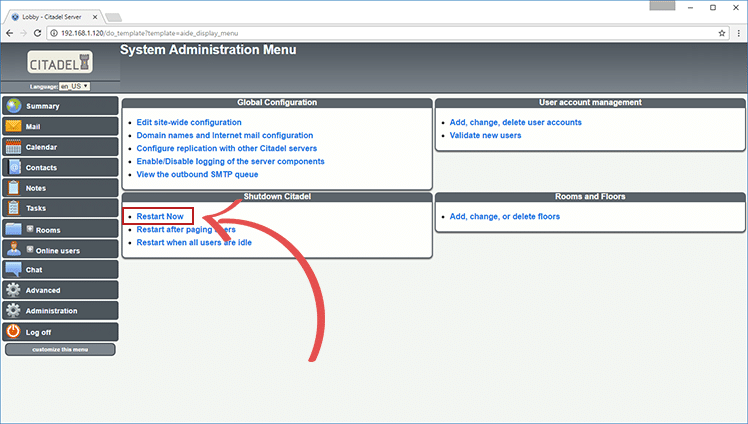 Lobby - Citadel Server
192.168.1.120/do_template?template=aide_display_menu
System Administration Menu
CITADEL
Language: en_US
Summary
Mail
Calendar
Contacts
Notes
Tasks
Rooms
Online users
Chat
Advanced
Administration
Log off
customize this menu
Global Configuration
Edit site-wide configuration
Domain names and Internet mail configuration
Configure replication with other Citadel servers
Enable/Disable logging of the server components
View the outbound SMTP queue
User account management
Add, change, delete user accounts
Validate new users
Shutdown Citadel
Restart Now
Restart after paging users
Restart when all users are idle
Rooms and Floors
Add, change, or delete floors